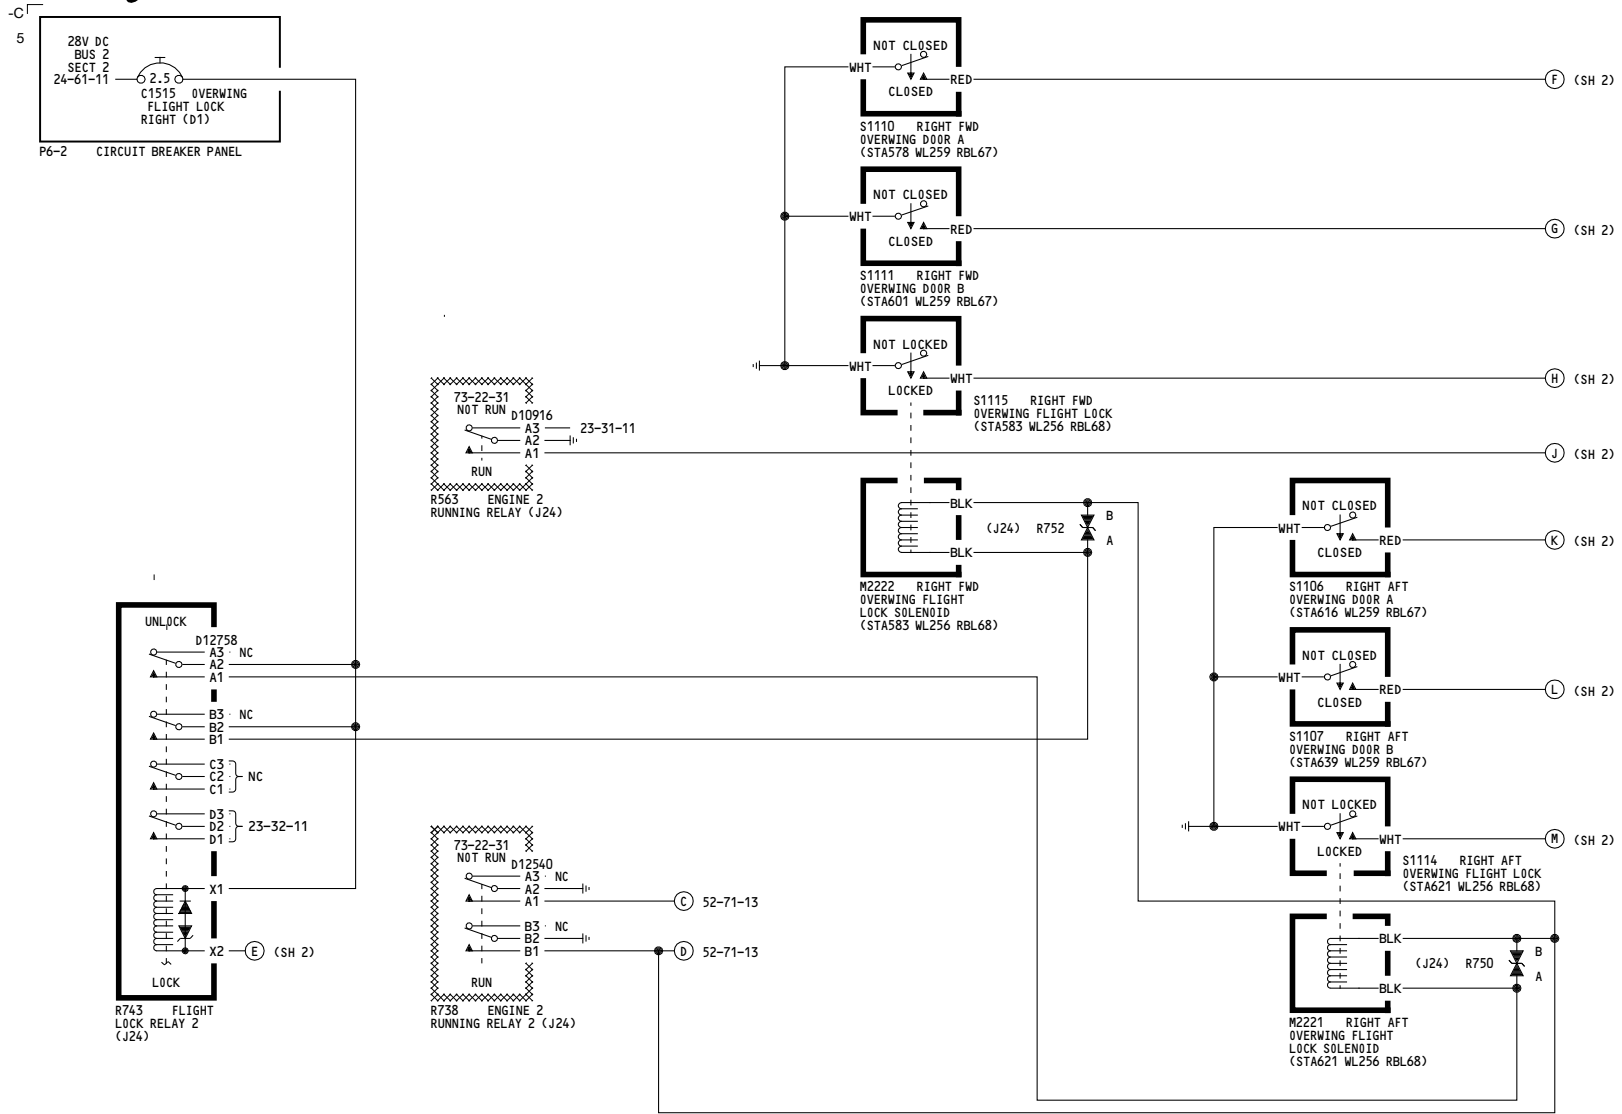 -C
5
28V DC
BUS 2
SECT 2
24-61-11
2.5
C1515 OVERWING
FLIGHT LOCK
RIGHT (D1)
P6-2 CIRCUIT BREAKER PANEL
NOT CLOSED
WHT
RED
CLOSED
S1110 RIGHT FWD
OVERWING DOOR A
(STA578 WL259 RBL67)
F (SH 2)
NOT CLOSED
WHT
RED
CLOSED
S1111 RIGHT FWD
OVERWING DOOR B
(STA601 WL259 RBL67)
G (SH 2)
NOT LOCKED
WHT
WHT
LOCKED
S1115 RIGHT FWD
OVERWING FLIGHT LOCK
(STA583 WL256 RBL68)
H (SH 2)
73-22-31
NOT RUN
D10916
A3 23-31-11
A2
A1
RUN
R563 ENGINE 2
RUNNING RELAY (J24)
J (SH 2)
BLK
(J24) R752
B
A
BLK
M2222 RIGHT FWD
OVERWING FLIGHT
LOCK SOLENOID
(STA583 WL256 RBL68)
NOT CLOSED
WHT
RED
CLOSED
S1106 RIGHT AFT
OVERWING DOOR A
(STA616 WL259 RBL67)
K (SH 2)
NOT CLOSED
WHT
RED
CLOSED
S1107 RIGHT AFT
OVERWING DOOR B
(STA639 WL259 RBL67)
L (SH 2)
NOT LOCKED
WHT
WHT
LOCKED
S1114 RIGHT AFT
OVERWING FLIGHT LOCK
(STA621 WL256 RBL68)
M (SH 2)
BLK
(J24) R750
B
A
BLK
M2221 RIGHT AFT
OVERWING FLIGHT
LOCK SOLENOID
(STA621 WL256 RBL68)
UNLOCK
D12758
A3 NC
A2
A1
B3 NC
B2
B1
C3
C2 NC
C1
D3
D2 23-32-11
D1
X1
X2 E (SH 2)
LOCK
R743 FLIGHT
LOCK RELAY 2
(J24)
73-22-31
NOT RUN
D12540
A3 NC
A2
A1 C 52-71-13
B3 NC
B2
B1 D 52-71-13
RUN
R738 ENGINE 2
RUNNING RELAY 2 (J24)